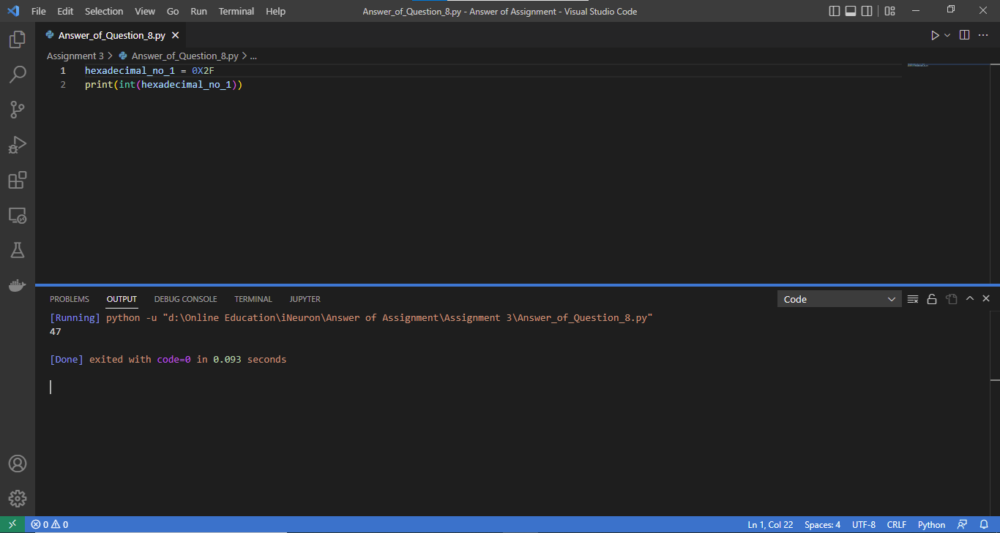 File Edit Selection View Go Run Terminal Help Answer_of_Question_8.py - Answer of Assignment - Visual Studio Code
Answer_of_Question_8.py
Assignment 3 > Answer_of_Question_8.py > ...
1 hexadecimal_no_1 = 0X2F
2 print(int(hexadecimal_no_1))
PROBLEMS OUTPUT DEBUG CONSOLE TERMINAL JUPYTER Code
[Running] python -u "d:\Online Education\iNeuron\Answer of Assignment\Assignment 3\Answer_of_Question_8.py"
47
[Done] exited with code=0 in 0.093 seconds
0 0 Ln 1, Col 22 Spaces: 4 UTF-8 CRLF Python